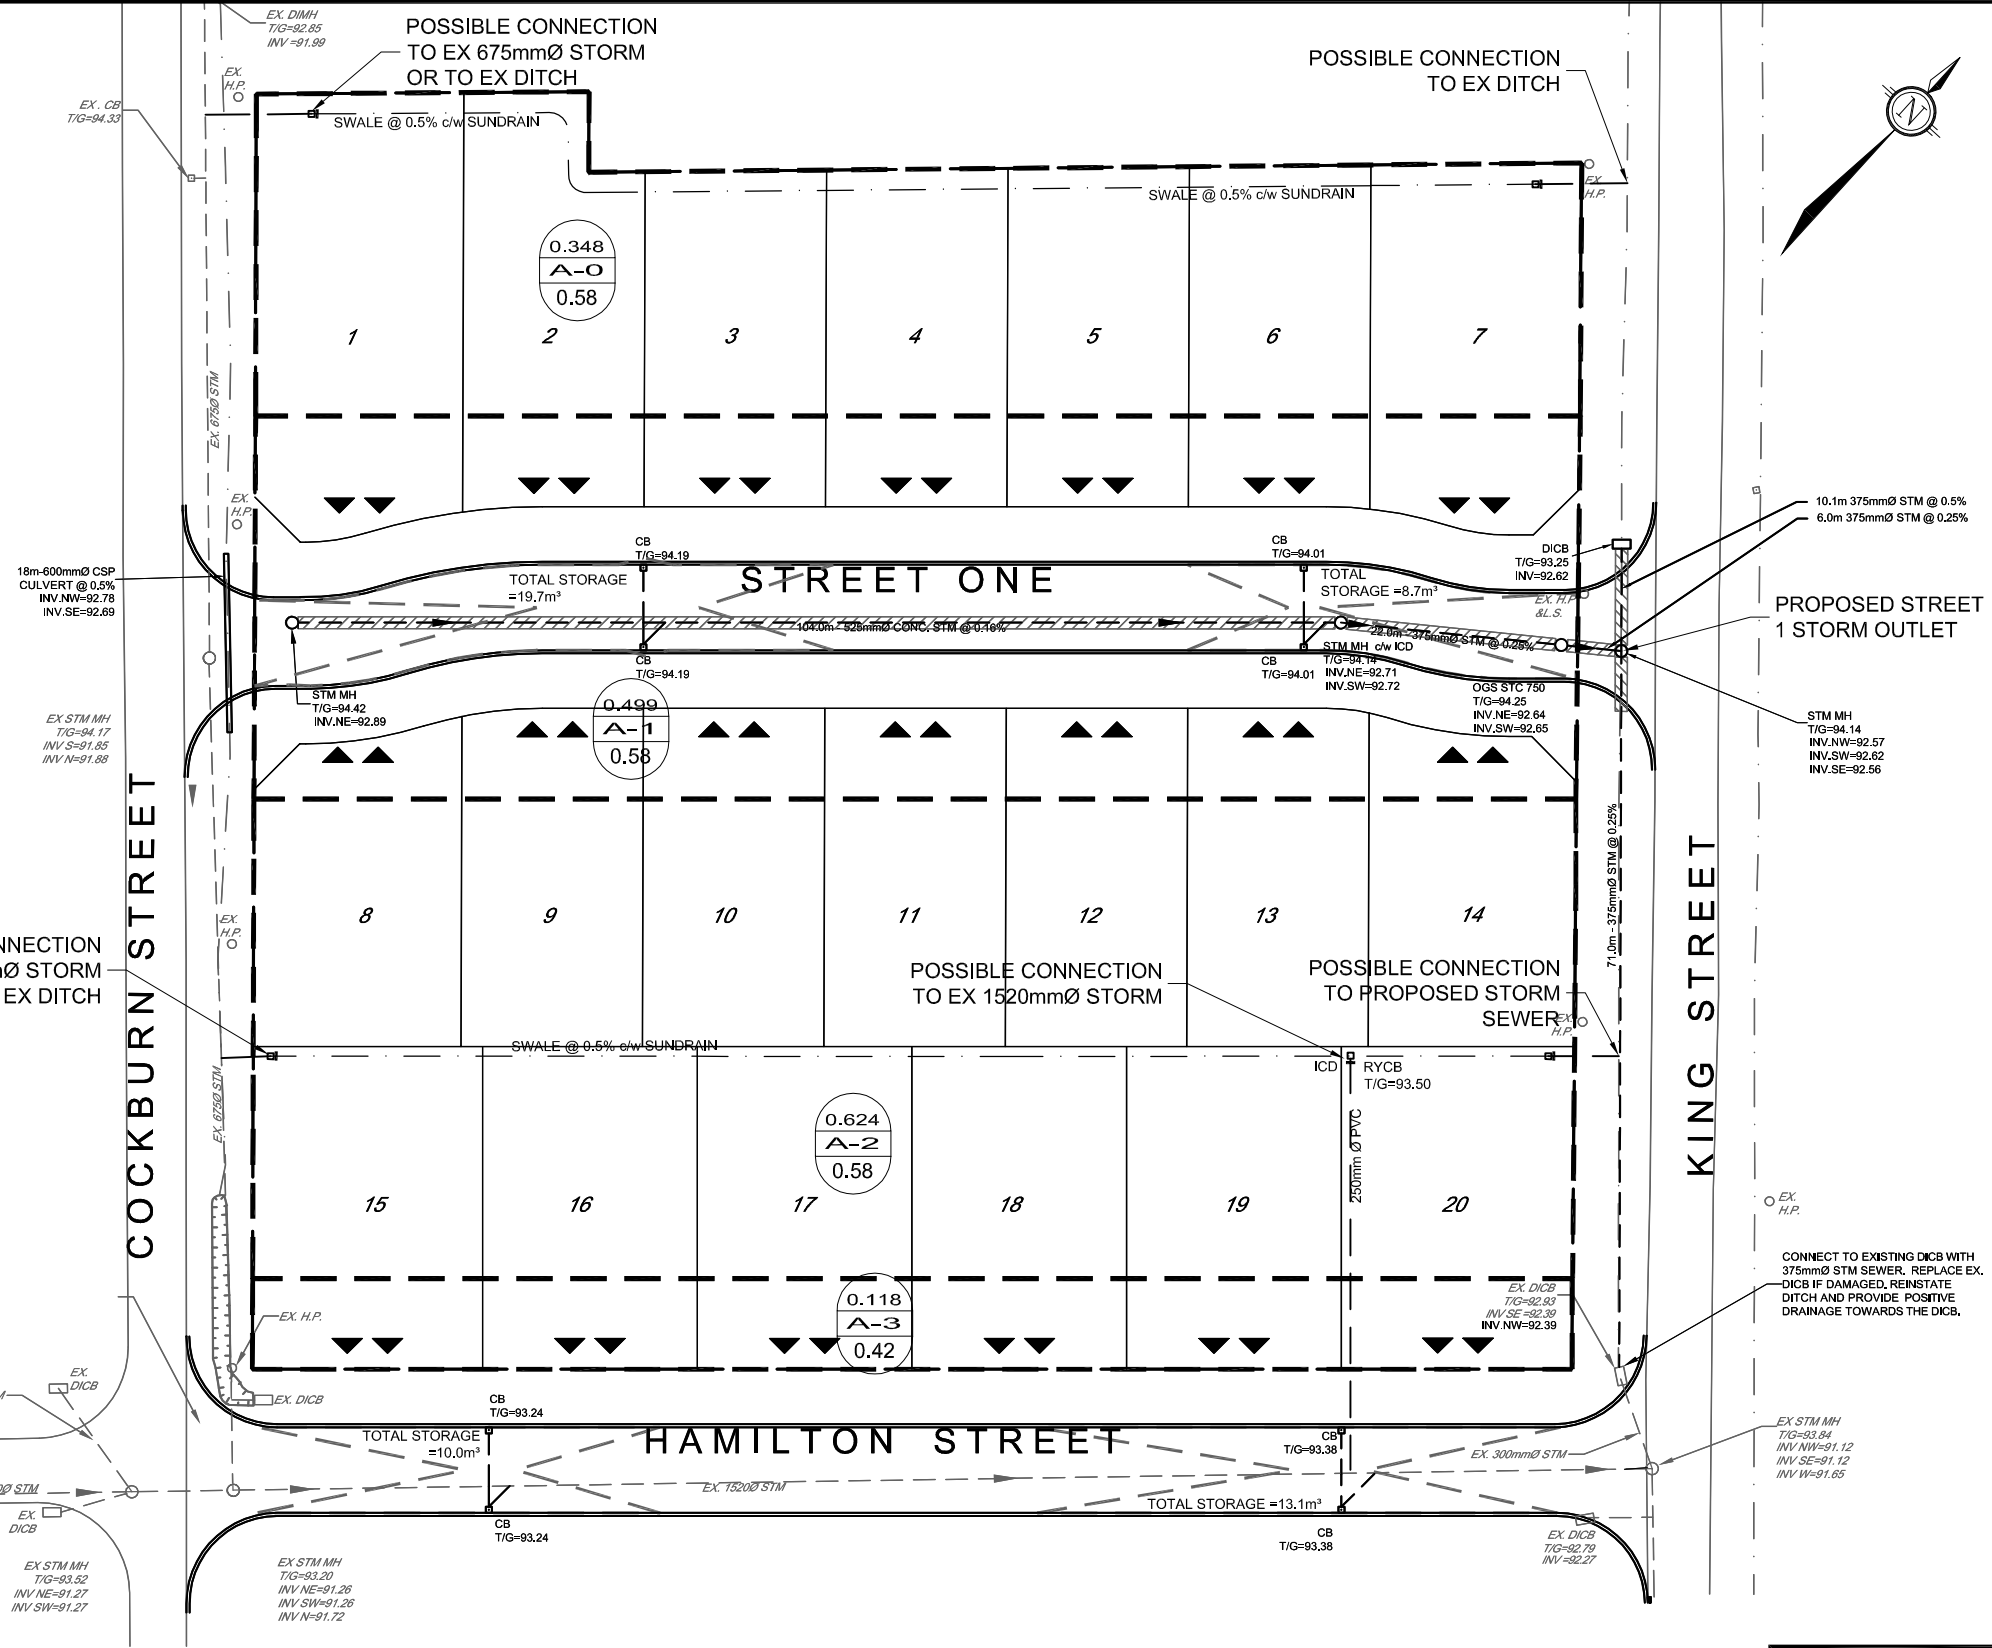 EX. DIMH
T/G=92.85
INV =91.99
POSSIBLE CONNECTION
TO EX 675mmØ STORM
OR TO EX DITCH
POSSIBLE CONNECTION
TO EX DITCH
N
EX.
H.P.
EX . CB
T/G=94.33
SWALE @ 0.5% c/w SUNDRAIN
SWALE @ 0.5% c/w SUNDRAIN
EX.
H.P.
0.348
A-0
0.58
1
2
3
4
5
6
7
EX. 675Ø STM
EX.
H.P.
10.1m 375mmØ STM @ 0.5%
6.0m 375mmØ STM @ 0.25%
18m-600mmØ CSP
CULVERT @ 0.5%
INV.NW=92.78
INV.SE=92.69
CB
T/G=94.19
CB
T/G=94.01
DICB
T/G=93.25
INV=92.62
TOTAL STORAGE
=19.7m³
STREET ONE
TOTAL
STORAGE =8.7m³
EX. H.P.
&L.S.
PROPOSED STREET
1 STORM OUTLET
104.0m - 525mmØ CONC. STM @ 0.16%
22.0m - 375mmØ STM @ 0.25%
CB
T/G=94.19
CB
T/G=94.01
STM MH c/w ICD
T/G=94.14
INV.NE=92.71
INV.SW=92.72
STM MH
T/G=94.42
INV.NE=92.89
OGS STC 750
T/G=94.25
INV.NE=92.64
INV.SW=92.65
0.499
A-1
0.58
EX STM MH
T/G=94.17
INV S=91.85
INV N=91.88
STM MH
T/G=94.14
INV.NW=92.57
INV.SW=92.62
INV.SE=92.56
COCKBURN STREET
KING STREET
71.0m - 375mmØ STM @ 0.25%
8
9
10
11
12
13
14
EX.
H.P.
NNECTION
Ø STORM
EX DITCH
POSSIBLE CONNECTION
TO EX 1520mmØ STORM
POSSIBLE CONNECTION
TO PROPOSED STORM
SEWER
EX.
H.P.
SWALE @ 0.5% c/w SUNDRAIN
ICD
RYCB
T/G=93.50
EX. 675Ø STM
250mm Ø PVC
0.624
A-2
0.58
15
16
17
18
19
20
EX.
H.P.
CONNECT TO EXISTING DICB WITH
375mmØ STM SEWER. REPLACE EX.
DICB IF DAMAGED. REINSTATE
DITCH AND PROVIDE POSITIVE
DRAINAGE TOWARDS THE DICB.
EX. DICB
T/G=92.93
INV SE =92.39
INV.NW=92.39
0.118
A-3
0.42
EX. H.P.
EX.
DICB
EX. DICB
CB
T/G=93.24
TOTAL STORAGE
=10.0m³
HAMILTON STREET
CB
T/G=93.38
EX. 300mmØ STM
EX STM MH
T/G=93.84
INV NW=91.12
INV SE=91.12
INV W=91.65
Ø STM
EX. 1520Ø STM
TOTAL STORAGE =13.1m³
EX.
DICB
CB
T/G=93.24
CB
T/G=93.38
EX. DICB
T/G=92.79
INV =92.27
EX STM MH
T/G=93.52
INV NE=91.27
INV SW=91.27
EX STM MH
T/G=93.20
INV NE=91.26
INV SW=91.26
INV N=91.72